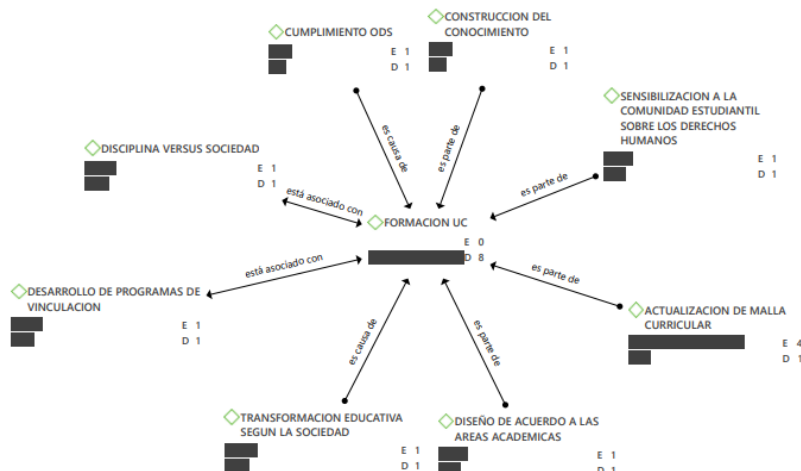 CUMPLIMIENTO ODS
E 1
D 1
CONSTRUCCION DEL
CONOCIMIENTO
E 1
D 1
SENSIBILIZACION A LA
COMUNIDAD ESTUDIANTIL
SOBRE LOS DERECHOS
HUMANOS
E 1
D 1
DISCIPLINA VERSUS SOCIEDAD
E 1
D 1
es causa de
es parte de
es parte de
está asociado con
FORMACION UC
E 0
D 8
está asociado con
es parte de
DESARROLLO DE PROGRAMAS DE
VINCULACION
E 1
D 1
ACTUALIZACION DE MALLA
CURRICULAR
E 4
D 1
es causa de
es parte de
TRANSFORMACION EDUCATIVA
SEGUN LA SOCIEDAD
E 1
D 1
DISEÑO DE ACUERDO A LAS
AREAS ACADEMICAS
E 1
D 1